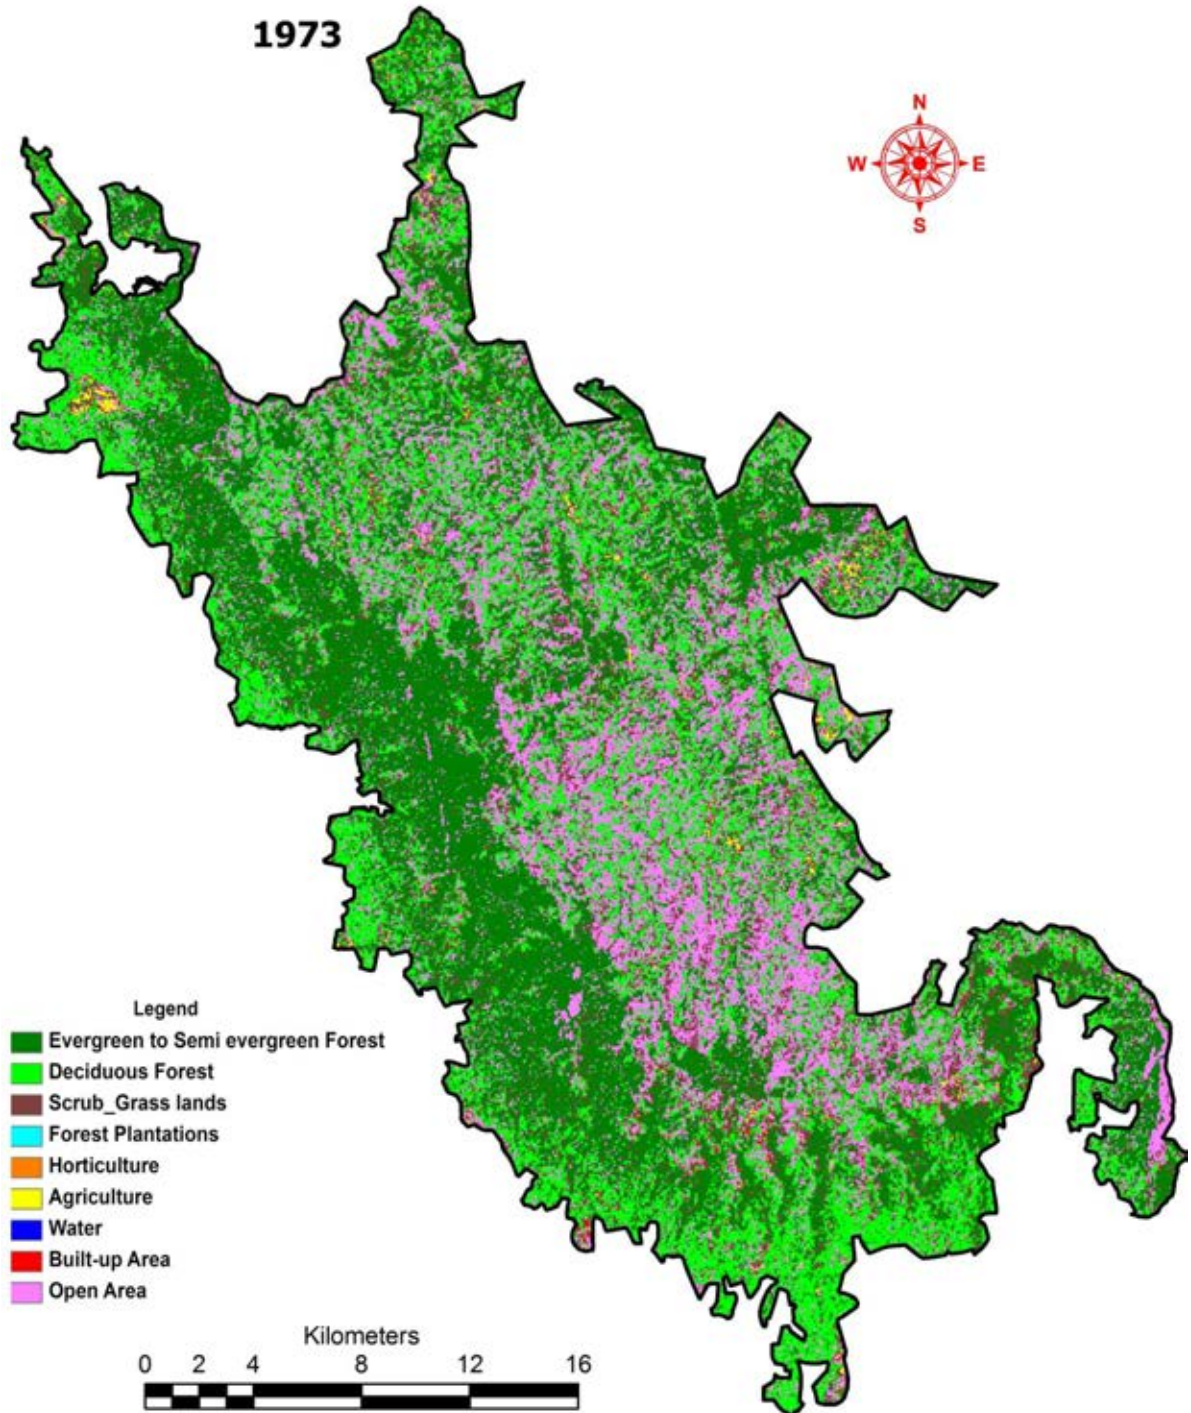 1973
N
W E
S
Legend
Evergreen to Semi evergreen Forest
Deciduous Forest
Scrub_Grass lands
Forest Plantations
Horticulture
Agriculture
Water
Built-up Area
Open Area
Kilometers
0 2 4 8 12 16